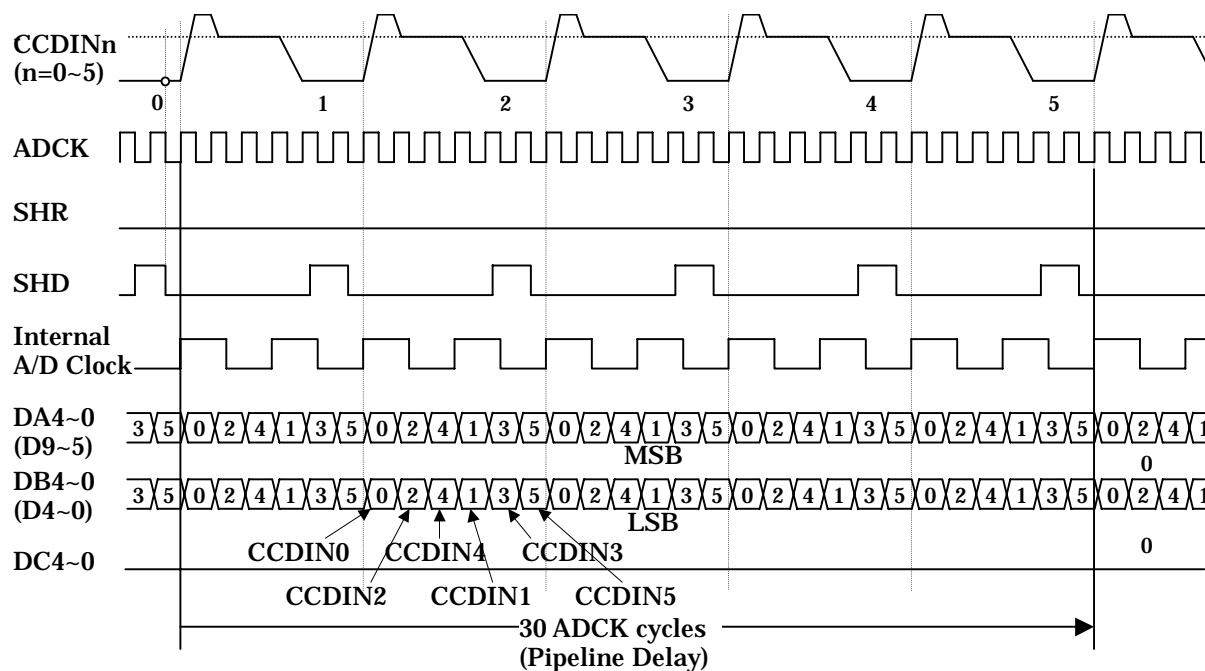 CCDINn
(n=0~5)
0 1 2 3 4 5
ADCK
SHR
SHD
Internal
A/D Clock
DA4~0
(D9~5)
3 5 0 2 4 1 3 5 0 2 4 1 3 5 0 2 4 1 3 5 0 2 4 1 3 5 0 2 4 1 3 5 0 2 4 1
MSB
0
DB4~0
(D4~0)
3 5 0 2 4 1 3 5 0 2 4 1 3 5 0 2 4 1 3 5 0 2 4 1 3 5 0 2 4 1 3 5 0 2 4 1
LSB
0
CCDIN0 CCDIN4 CCDIN3
DC4~0
CCDIN2 CCDIN1 CCDIN5
30 ADCK cycles
(Pipeline Delay)